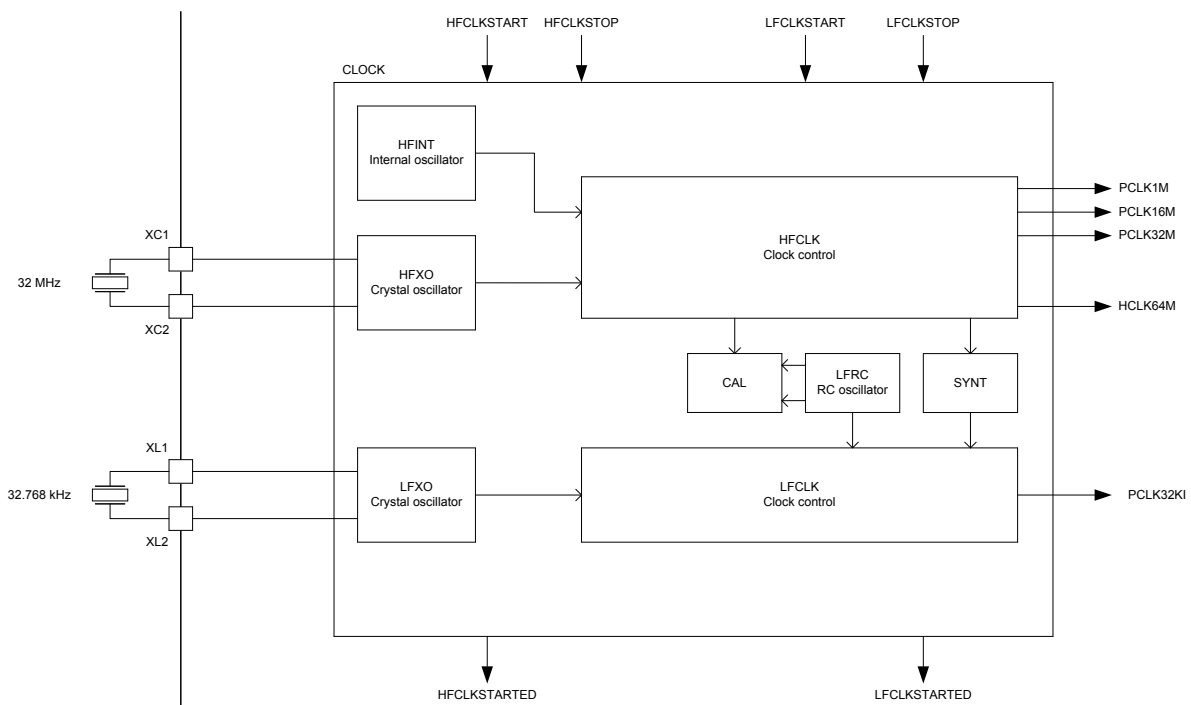 HFCLKSTART
HFCLKSTOP
LFCLKSTART
LFCLKSTOP
CLOCK
HFINT
Internal oscillator
PCLK1M
PCLK16M
PCLK32M
HFCLK
Clock control
XC1
32 MHz
XC2
HFXO
Crystal oscillator
HCLK64M
CAL
LFRC
RC oscillator
SYNT
XL1
32.768 kHz
XL2
LFXO
Crystal oscillator
LFCLK
Clock control
PCLK32KI
HFCLKSTARTED
LFCLKSTARTED